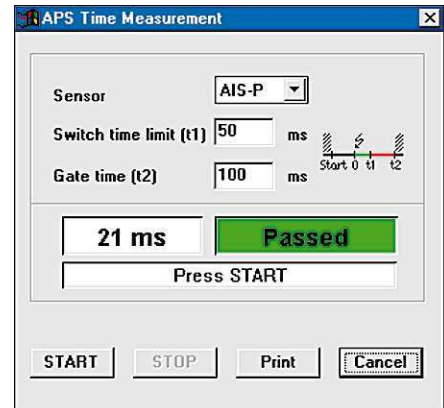 APS Time Measurement
Sensor AIS-P
Switch time limit (t1) 50 ms
Gate time (t2) 100 ms
Start 0 t1 t2
21 ms Passed
Press START
START STOP Print Cancel